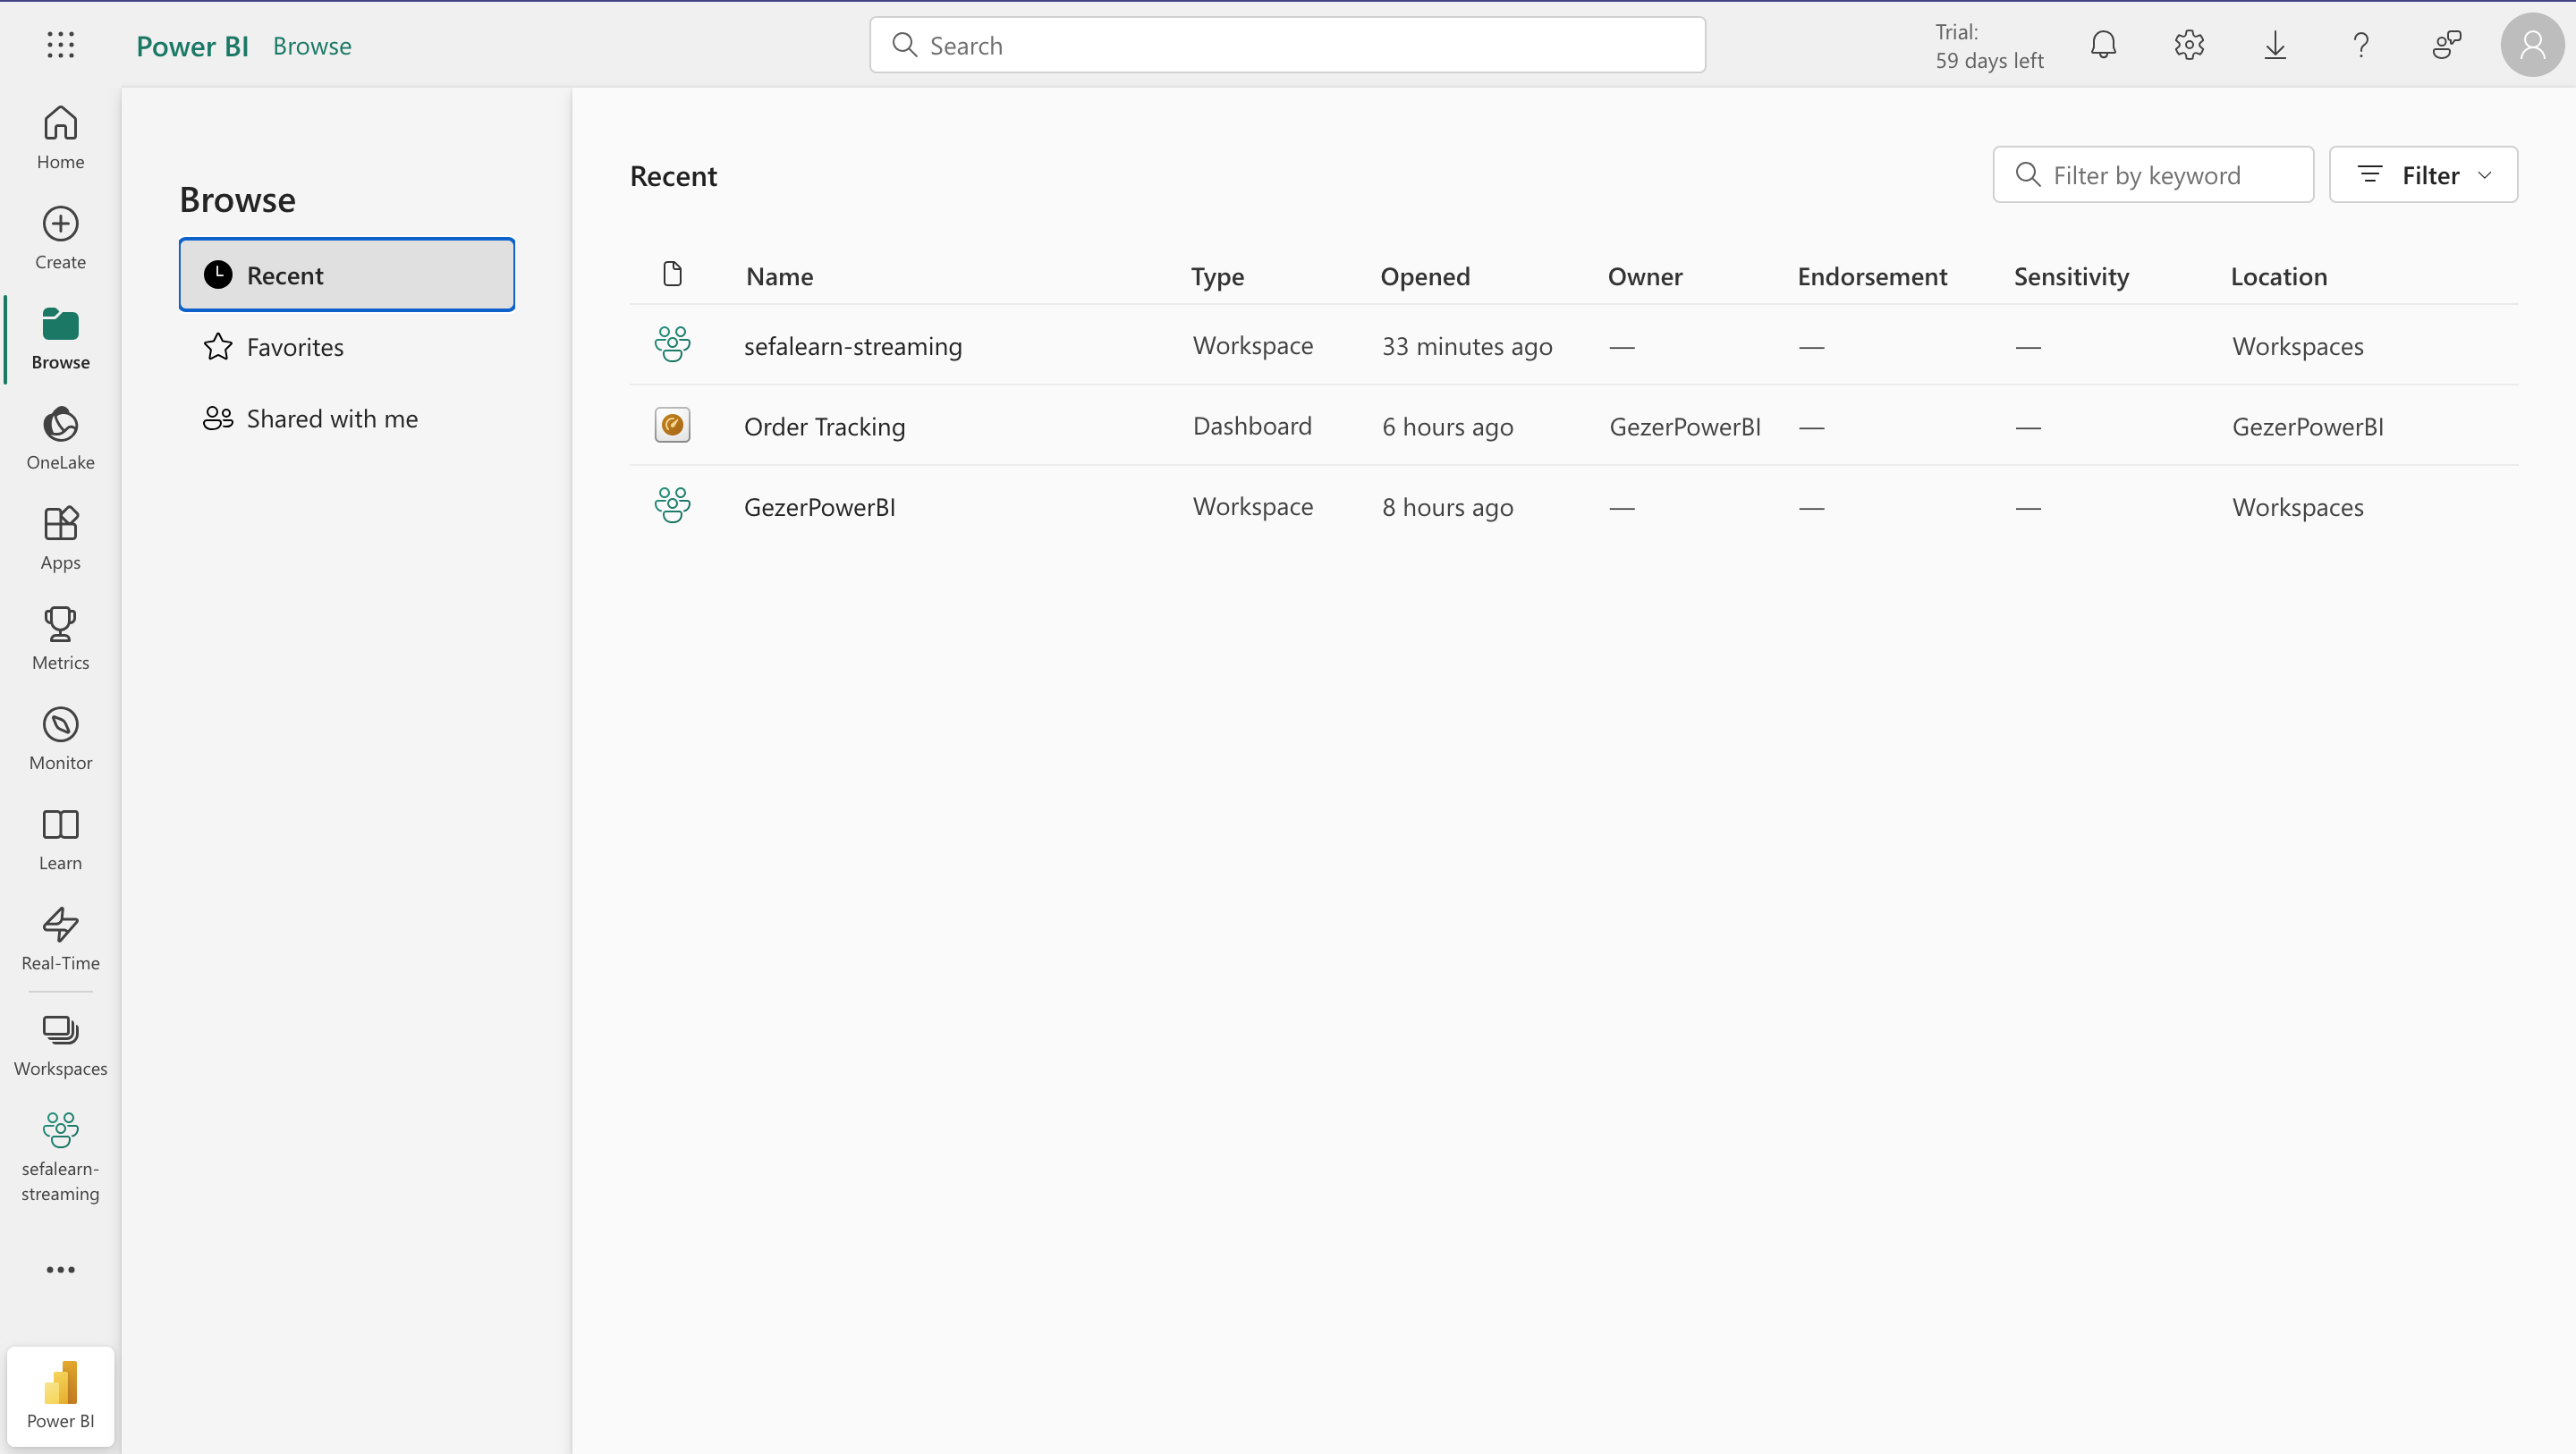 Power BI Browse
Search
Trial:
59 days left
Home
Create
Browse
OneLake
Apps
Metrics
Monitor
Learn
Real-Time
Workspaces
sefalearn-
streaming
Power BI
Browse
Recent
Favorites
Shared with me
Recent
Filter by keyword
Filter
Name Type Opened Owner Endorsement Sensitivity Location
sefalearn-streaming Workspace 33 minutes ago — — — Workspaces
Order Tracking Dashboard 6 hours ago GezerPowerBI — — GezerPowerBI
GezerPowerBI Workspace 8 hours ago — — — Workspaces